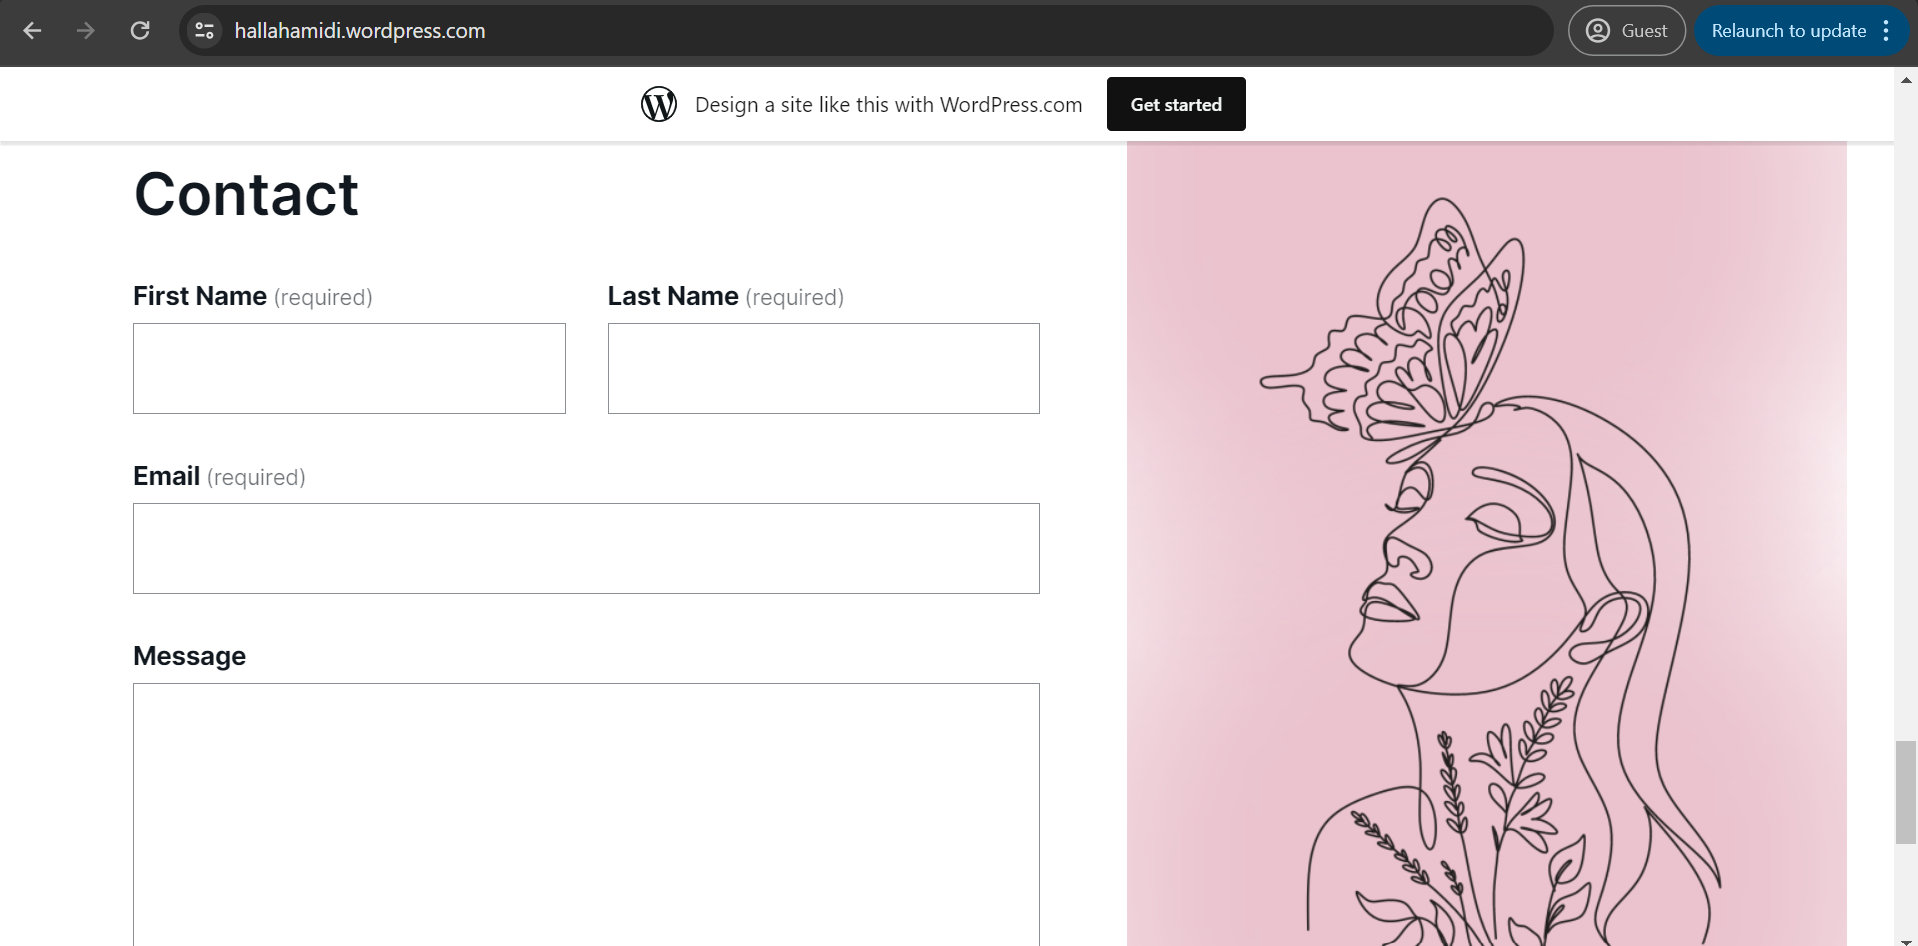 hallahamidi.wordpress.com
Guest
Relaunch to update
Design a site like this with WordPress.com
Get started
Contact
First Name (required)
Last Name (required)
Email (required)
Message